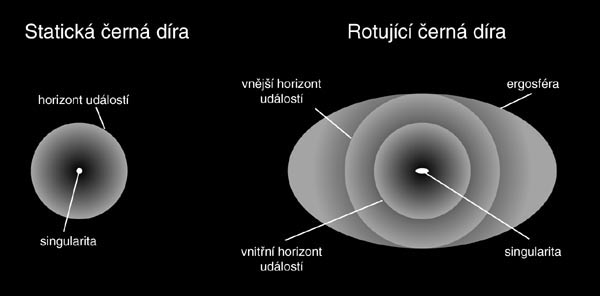 Statická černá díra
horizont událostí
singularita
Rotující černá díra
vnější horizont
událostí
ergosféra
vnitřní horizont
událostí
singularita